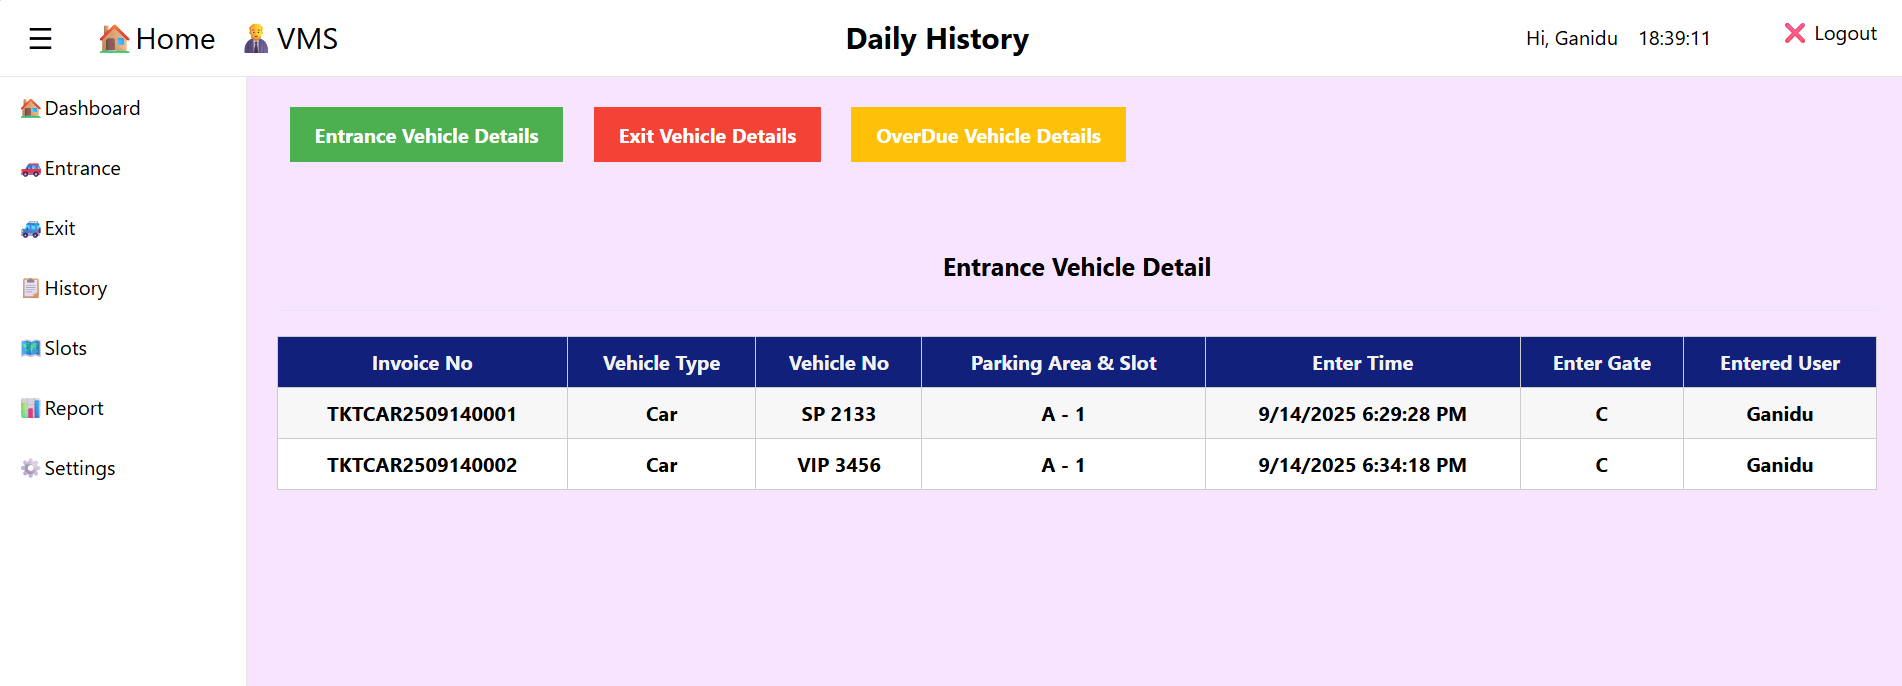 ☰ Home VMS Daily History Hi, Ganidu 18:39:11 Logout
Dashboard
Entrance
Exit
History
Slots
Report
Settings
Entrance Vehicle Details Exit Vehicle Details OverDue Vehicle Details
Entrance Vehicle Detail
Invoice No Vehicle Type Vehicle No Parking Area & Slot Enter Time Enter Gate Entered User
TKTCAR2509140001 Car SP 2133 A - 1 9/14/2025 6:29:28 PM C Ganidu
TKTCAR2509140002 Car VIP 3456 A - 1 9/14/2025 6:34:18 PM C Ganidu